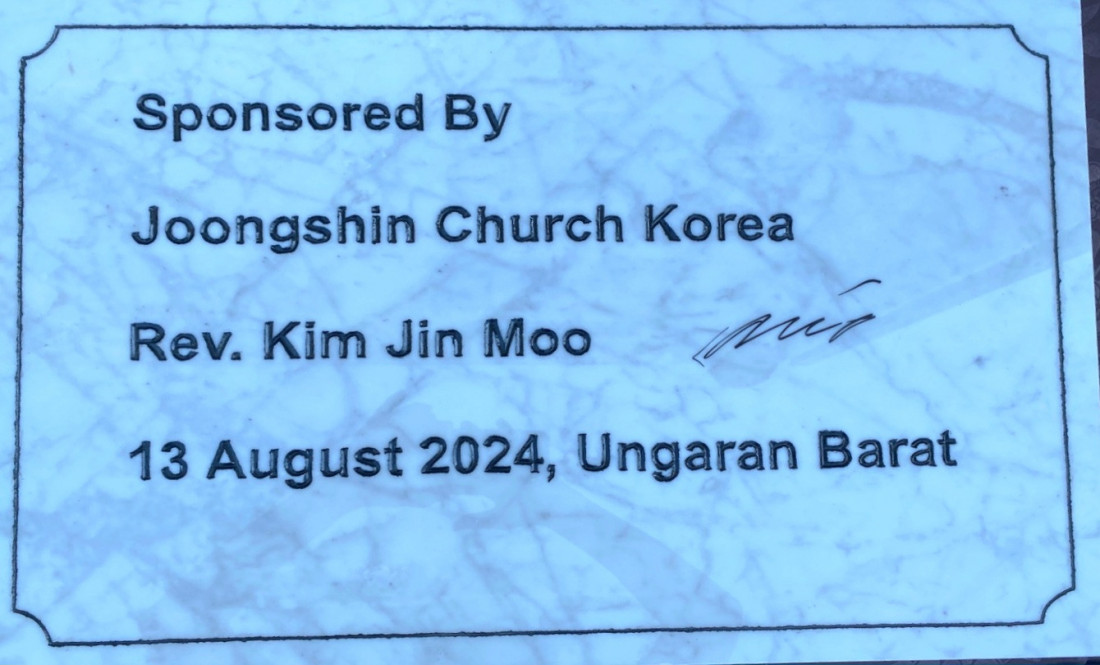 Sponsored By
Joongshin Church Korea
Rev. Kim Jin Moo
13 August 2024, Ungaran Barat